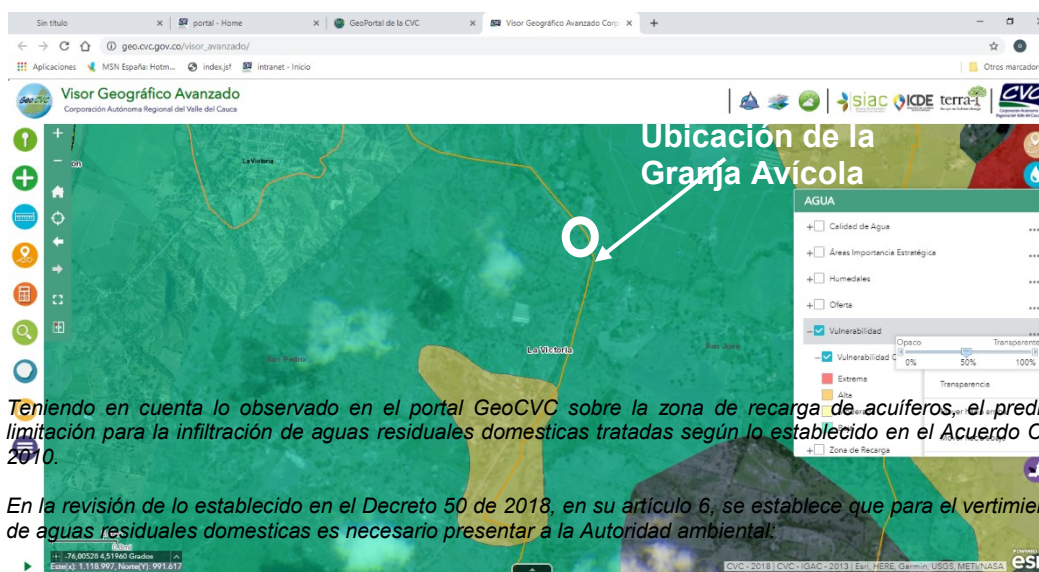 Sin título
portal - Home
GeoPortal de la CVC
Visor Geográfico Avanzado Corp
geo.cvc.gov.co/visor_avanzado/
Aplicaciones
MSN España: Hotm...
index.jsf
intranet - Inicio
Otros marcador
Geo CVC
Visor Geográfico Avanzado
Corporación Autónoma Regional del Valle del Cauca
siac
ICDE
terra-i
CVC
Ubicación de la
Granja Avícola
on
La Victoria
AGUA
Calidad de Agua
Áreas Importancia Estratégica
Humedales
Oferta
Vulnerabilidad
Opaco
Transparente
Vulnerabilidad
0%
50%
100%
Extrema
Transparencia
Alta
San Pedro
La Victoria
San Jose
Teniendo en cuenta lo observado en el portal GeoCVC sobre la zona de recarga de acuíferos, el predi
limitación para la infiltración de aguas residuales domesticas tratadas según lo establecido en el Acuerdo C
2010.
Zona de Recarga
En la revisión de lo establecido en el Decreto 50 de 2018, en su artículo 6, se establece que para el vertimie
de aguas residuales domesticas es necesario presentar a la Autoridad ambiental:
-76,00528 4,51960 Grados
Este(x): 1.118.997, Norte(Y): 991.617
CVC - 2018 | CVC - IGAC - 2013 | Esri, HERE, Garmin, USGS, METI/NASA
esri